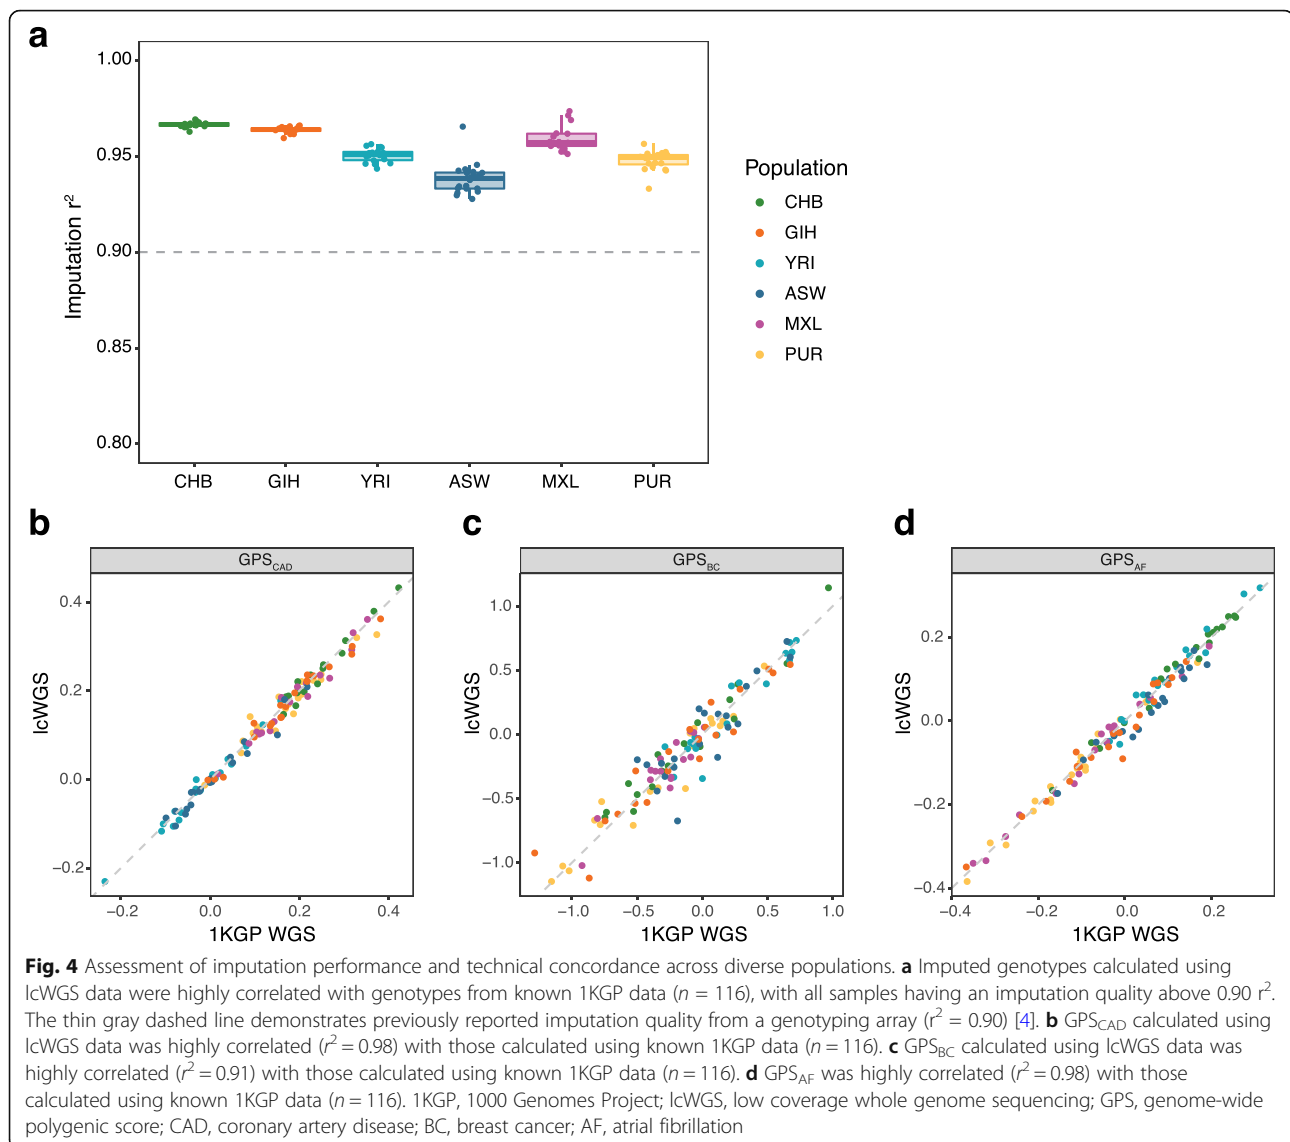 a
1.00
0.95
0.90
0.85
0.80
Imputation r²
CHB GIH YRI ASW MXL PUR
Population
CHB
GIH
YRI
ASW
MXL
PUR
b
GPS_CAD
0.4
0.2
0.0
−0.2
lcWGS
−0.2 0.0 0.2 0.4
1KGP WGS
c
GPS_BC
1.0
0.5
0.0
−0.5
−1.0
lcWGS
−1.0 −0.5 0.0 0.5 1.0
1KGP WGS
d
GPS_AF
0.2
0.0
−0.2
−0.4
lcWGS
−0.4 −0.2 0.0 0.2
1KGP WGS
Fig. 4 Assessment of imputation performance and technical concordance across diverse populations. a Imputed genotypes calculated using
lcWGS data were highly correlated with genotypes from known 1KGP data (n = 116), with all samples having an imputation quality above 0.90 r².
The thin gray dashed line demonstrates previously reported imputation quality from a genotyping array (r² = 0.90) [4]. b GPS_CAD calculated using
lcWGS data was highly correlated (r² = 0.98) with those calculated using known 1KGP data (n = 116). c GPS_BC calculated using lcWGS data was
highly correlated (r² = 0.91) with those calculated using known 1KGP data (n = 116). d GPS_AF was highly correlated (r² = 0.98) with those
calculated using known 1KGP data (n = 116). 1KGP, 1000 Genomes Project; lcWGS, low coverage whole genome sequencing; GPS, genome-wide
polygenic score; CAD, coronary artery disease; BC, breast cancer; AF, atrial fibrillation